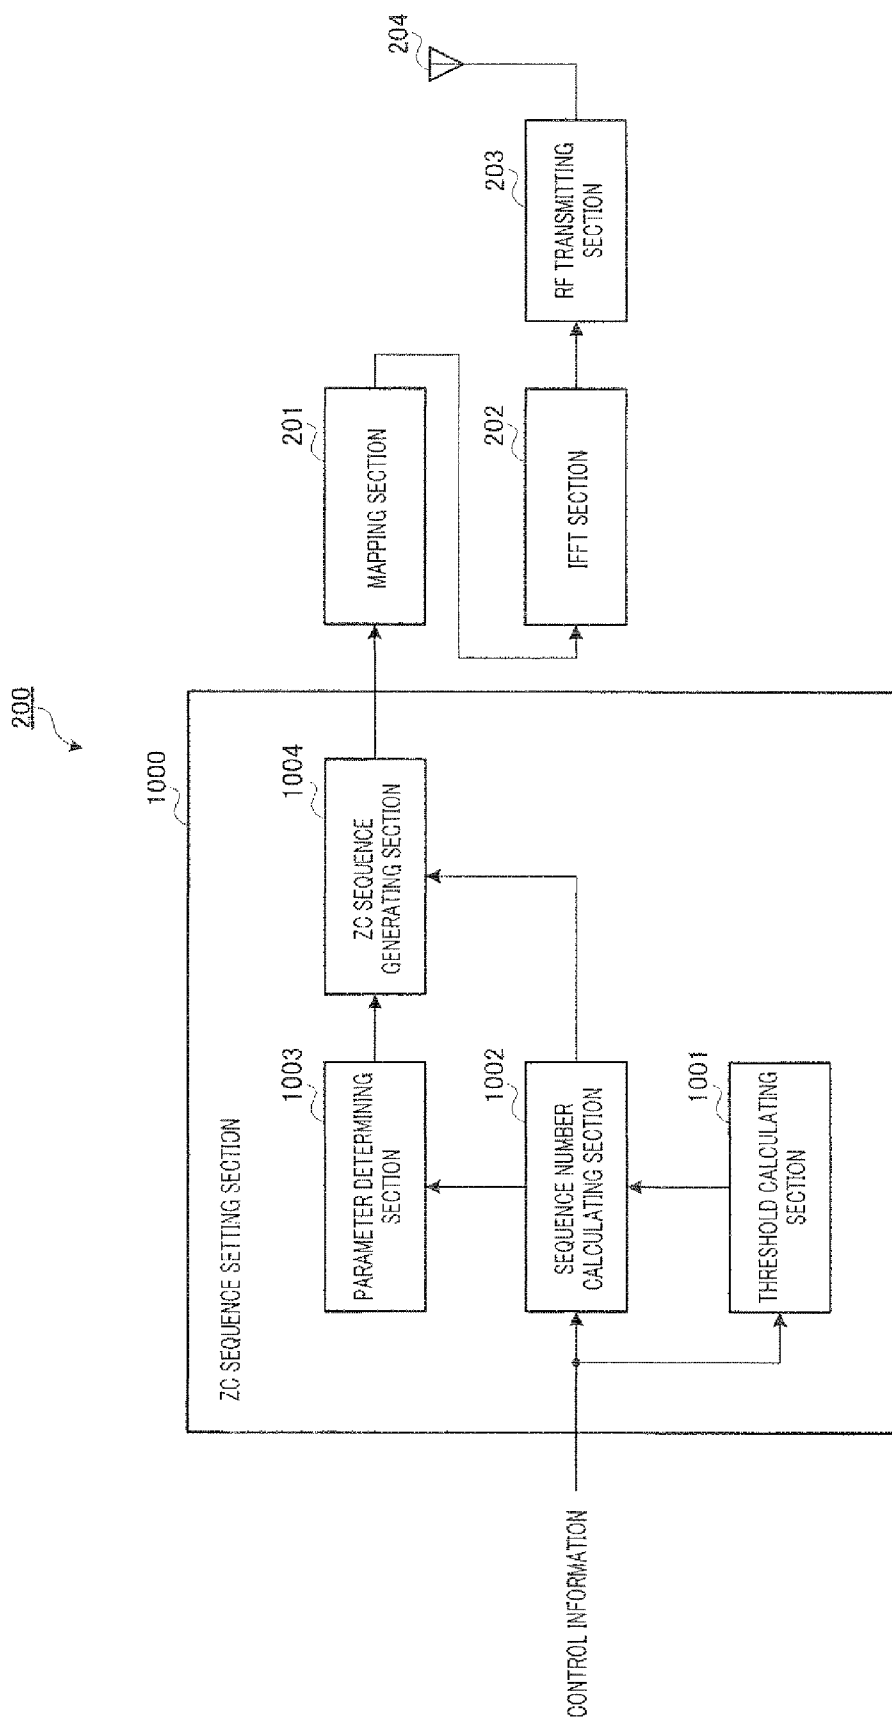 200
1000
ZC SEQUENCE SETTING SECTION
CONTROL INFORMATION
1003
PARAMETER DETERMINING
SECTION
1004
ZC SEQUENCE
GENERATING SECTION
201
MAPPING SECTION
1002
SEQUENCE NUMBER
CALCULATING SECTION
202
IFFT SECTION
203
RF TRANSMITTING
SECTION
204
1001
THRESHOLD CALCULATING
SECTION